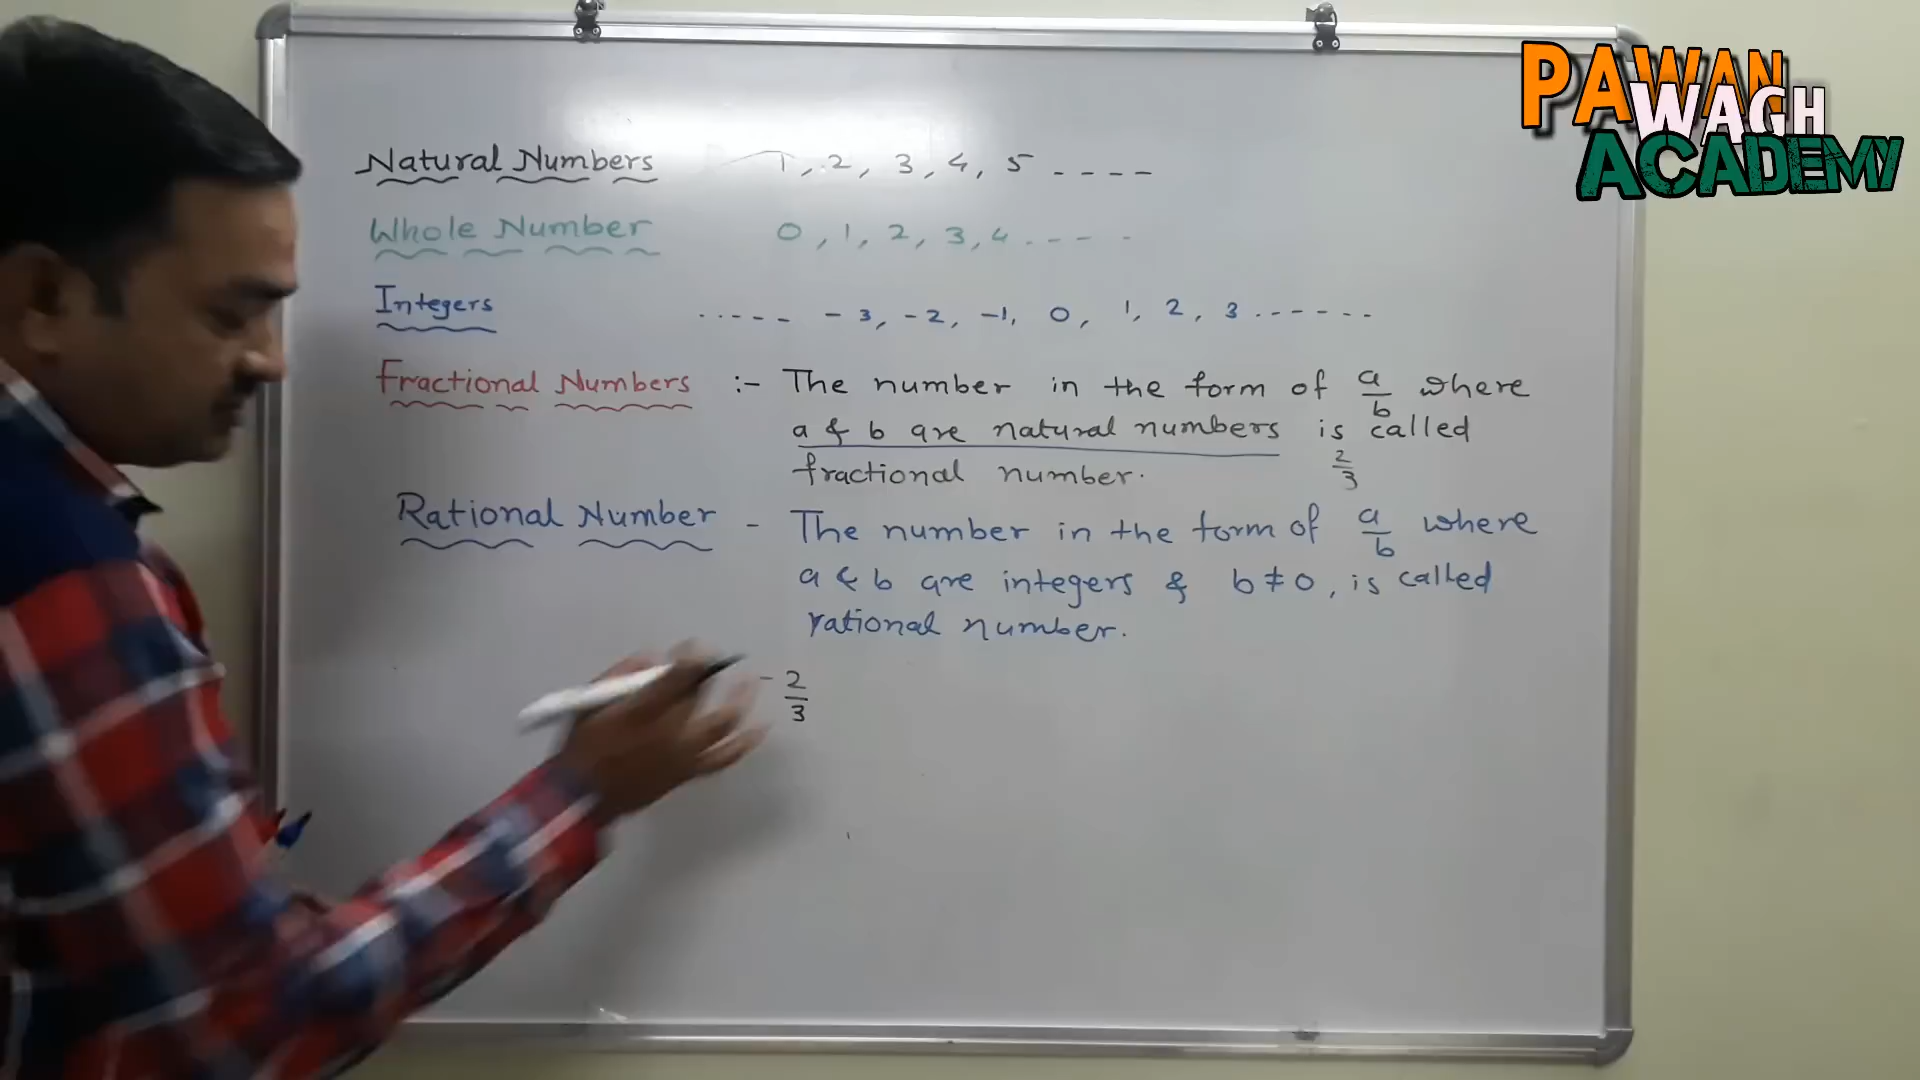 PAWAN
WAGH
ACADEMY
Natural Numbers 1, 2, 3, 4, 5 ----
Whole Number 0, 1, 2, 3, 4 ....
Integers ..... -3, -2, -1, 0, 1, 2, 3 ......
Fractional Numbers :- The number in the form of a/b where
a & b are natural numbers is called
fractional number. 2/3
Rational Number - The number in the form of a/b where
a & b are integers & b ≠ 0, is called
rational number.
- 2/3